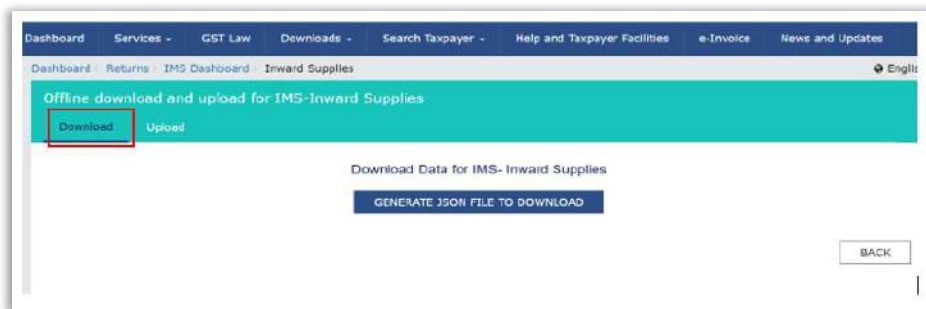 Dashboard Services - GST Law Downloads - Search Taxpayer - Help and Taxpayer Facilities e-Invoice News and Updates
Dashboard Returns IMS Dashboard Inward Supplies Englis
Offline download and upload for IMS-Inward Supplies
Download Upload
Download Data for IMS- Inward Supplies
GENERATE JSON FILE TO DOWNLOAD
BACK